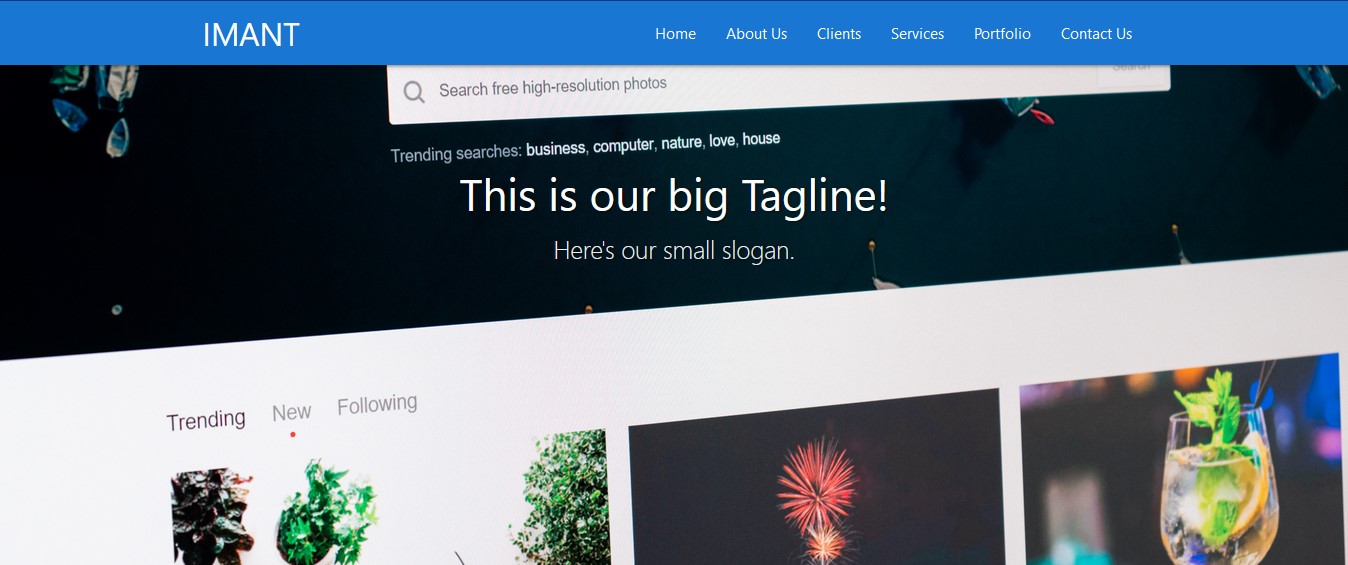 IMANT
Home About Us Clients Services Portfolio Contact Us
Search free high-resolution photos
Search
Trending searches: business, computer, nature, love, house
This is our big Tagline!
Here's our small slogan.
Trending New Following